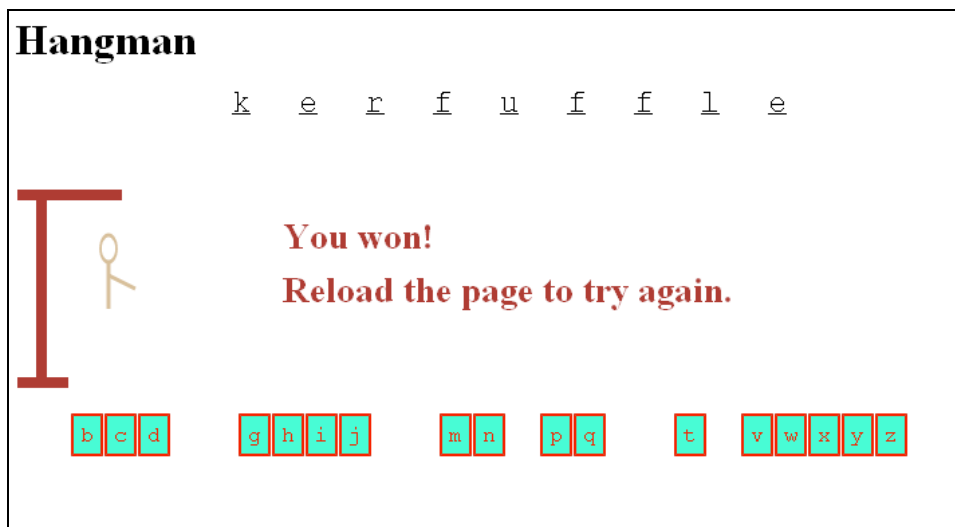 Hangman
k e r f u f f l e
You won!
Reload the page to try again.
b c d g h i j m n p q t v w x y z